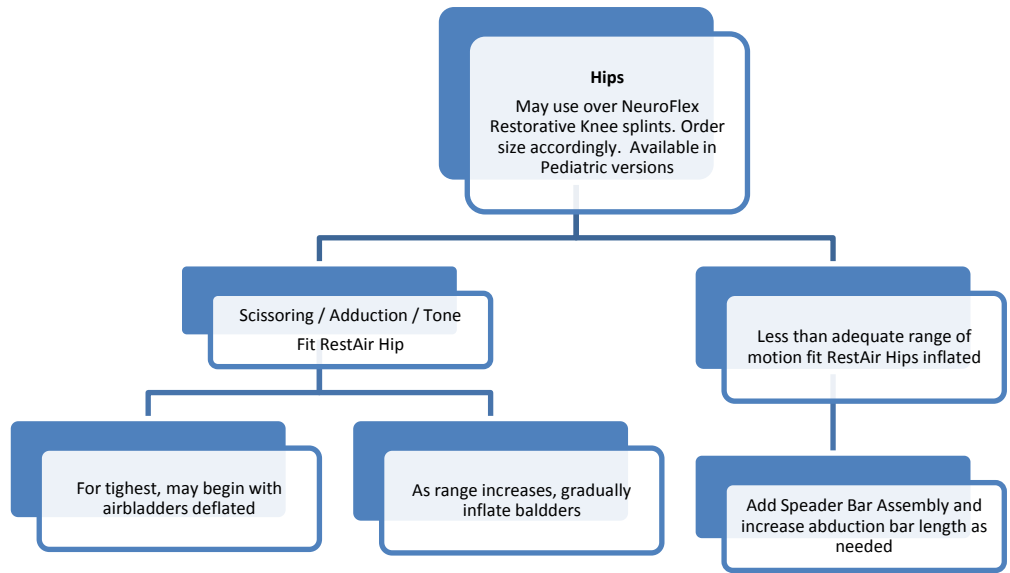 Hips
May use over NeuroFlex
Restorative Knee splints. Order
size accordingly.  Available in
Pediatric versions
Scissoring / Adduction / Tone
Fit RestAir Hip
Less than adequate range of
motion fit RestAir Hips inflated
For tighest, may begin with
airbladders deflated
As range increases, gradually
inflate baldders
Add Speader Bar Assembly and
increase abduction bar length as
needed